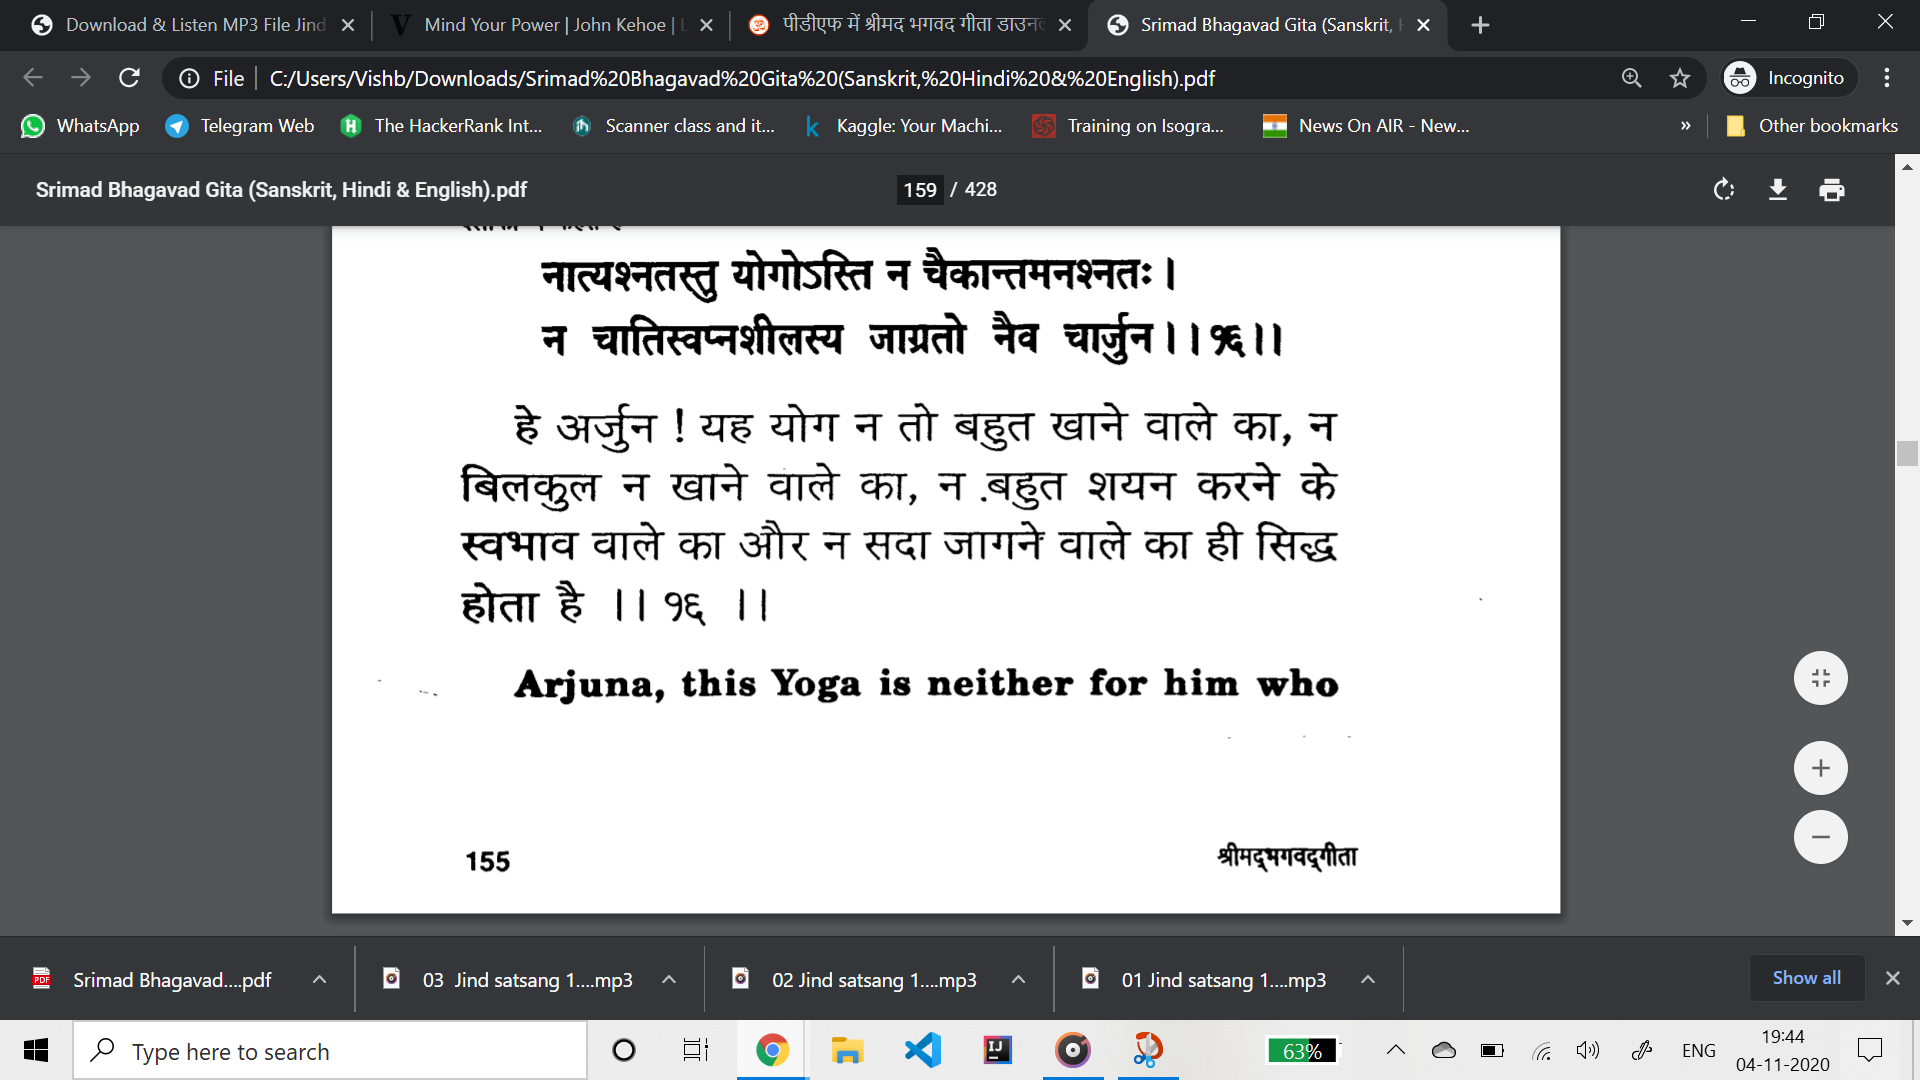 Download & Listen MP3 File Jind
Mind Your Power | John Kehoe |
पीडीएफ में श्रीमद भगवद गीता डाउन
Srimad Bhagavad Gita (Sanskrit,
File
C:/Users/Vishb/Downloads/Srimad%20Bhagavad%20Gita%20(Sanskrit,%20Hindi%20&%20English).pdf
Incognito
WhatsApp
Telegram Web
The HackerRank Int...
Scanner class and it...
Kaggle: Your Machi...
Training on Isogra...
News On AIR - New...
»
Other bookmarks
Srimad Bhagavad Gita (Sanskrit, Hindi & English).pdf
159 / 428
नात्यश्नतस्तु योगोऽस्ति न चैकान्तमनश्नतः।
न चातिस्वप्नशीलस्य जाग्रतो नैव चार्जुन।।१६।।
हे अर्जुन ! यह योग न तो बहुत खाने वाले का, न
बिलकुल न खाने वाले का, न बहुत शयन करने के
स्वभाव वाले का और न सदा जागने वाले का ही सिद्ध
होता है ।। १६ ।।
Arjuna, this Yoga is neither for him who
155
श्रीमद्भगवद्गीता
Srimad Bhagavad....pdf
03 Jind satsang 1....mp3
02 Jind satsang 1....mp3
01 Jind satsang 1....mp3
Show all
Type here to search
63%
ENG
19:44
04-11-2020